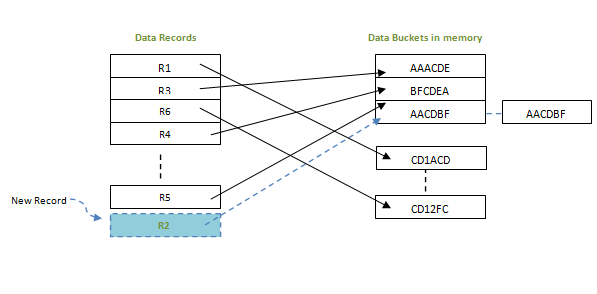 Data Records
Data Buckets in memory
R1
AAACDE
R3
BFCDEA
R6
AACDBF
AACDBF
R4
CD1ACD
R5
CD12FC
New Record
R2